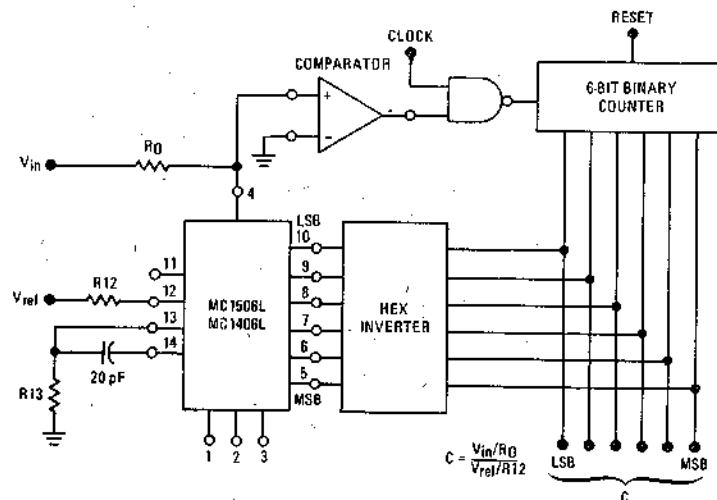 RESET
CLOCK
COMPARATOR
6-BIT BINARY
COUNTER
+
−
Vin
R0
4
LSB
10
9
8
7
6
5
MSB
11
12
13
14
Vref
R12
MC1506L
MC1406L
HEX
INVERTER
20 pF
R13
1 2 3
C = Vin/R0
Vref/R12
LSB MSB
C